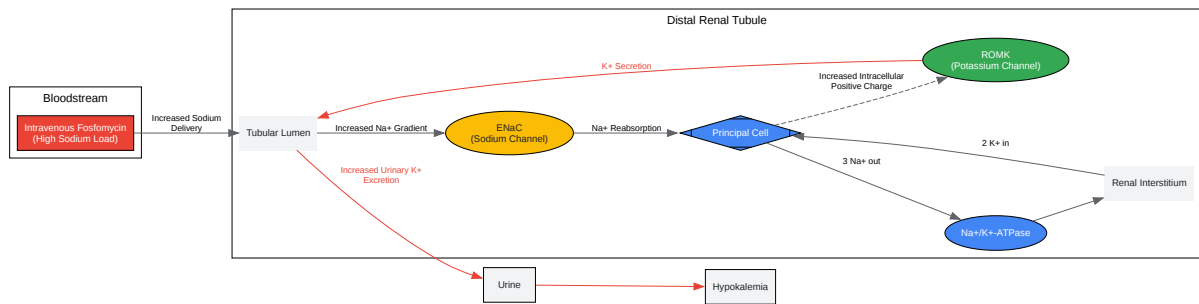 Distal Renal Tubule
Bloodstream
Intravenous Fosfomycin
(High Sodium Load)
Increased Sodium
Delivery
Tubular Lumen
Increased Na+ Gradient
ENaC
(Sodium Channel)
Na+ Reabsorption
Principal Cell
Increased Intracellular
Positive Charge
ROMK
(Potassium Channel)
K+ Secretion
2 K+ in
3 Na+ out
Renal Interstitium
Na+/K+-ATPase
Increased Urinary K+
Excretion
Urine
Hypokalemia